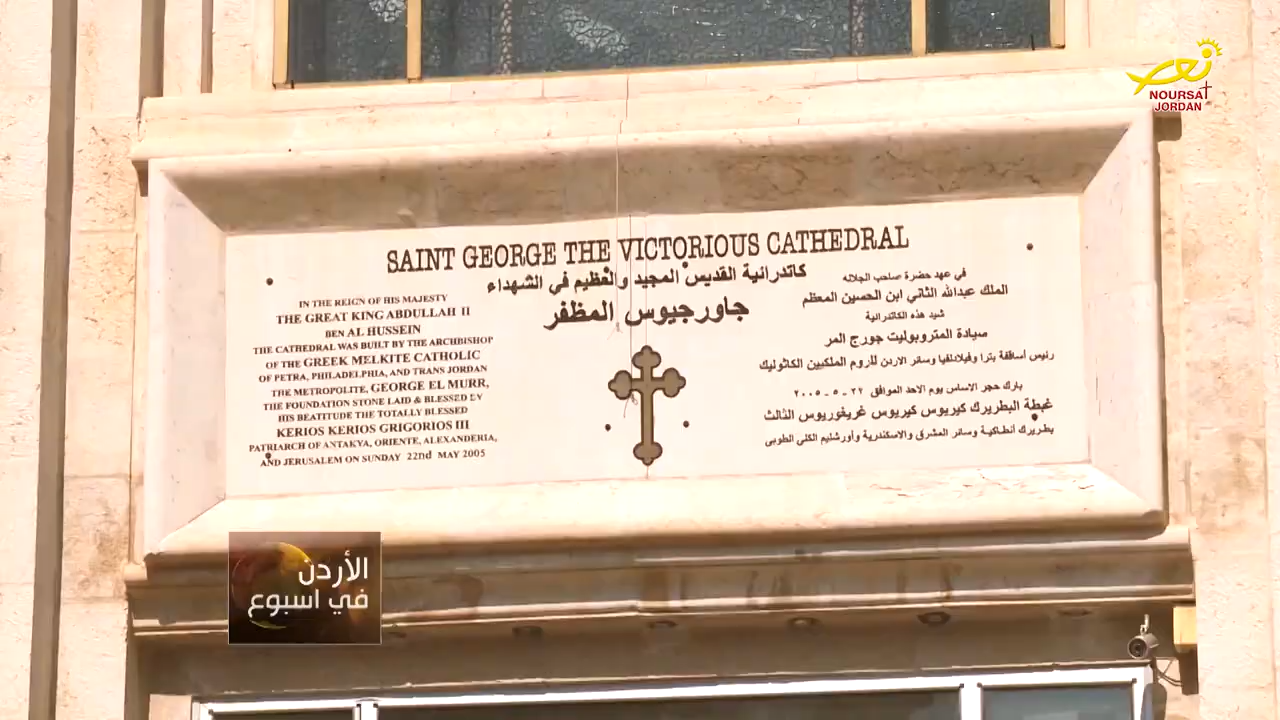 نور
NOURSAT
JORDAN
SAINT GEORGE THE VICTORIOUS CATHEDRAL
كاتدرائية القديس المجيد والعظيم في الشهداء
جاورجيوس المظفر
IN THE REIGN OF HIS MAJESTY
THE GREAT KING ABDULLAH II
BEN AL HUSSEIN
THE CATHEDRAL WAS BUILT BY THE ARCHBISHOP
OF THE GREEK MELKITE CATHOLIC
OF PETRA, PHILADELPHIA, AND TRANS JORDAN
THE METROPOLITE, GEORGE EL MURR,
THE FOUNDATION STONE LAID & BLESSED BY
HIS BEATITUDE THE TOTALLY BLESSED
KERIOS KERIOS GRIGORIOS III
PATRIARCH OF ANTAKYA, ORIENTE, ALEXANDERIA,
AND JERUSALEM ON SUNDAY 22nd MAY 2005
في عهد حضرة صاحب الجلاله
الملك عبدالله الثاني ابن الحسين المعظم
شيد هذه الكاتدرائية
سيادة المتروبوليت جورج المر
رئيس أساقفة بترا وفيلادلفيا وسائر الاردن للروم الملكيين الكاثوليك
بارك حجر الاساس يوم الاحد الموافق ٢٢ - ٥ - ٢٠٠٥
غبطة البطريرك كيريوس كيريوس غريغوريوس الثالث
بطريرك أنطاكية وسائر المشرق والاسكندرية وأورشليم الكلي الطوبى
الأردن
في اسبوع